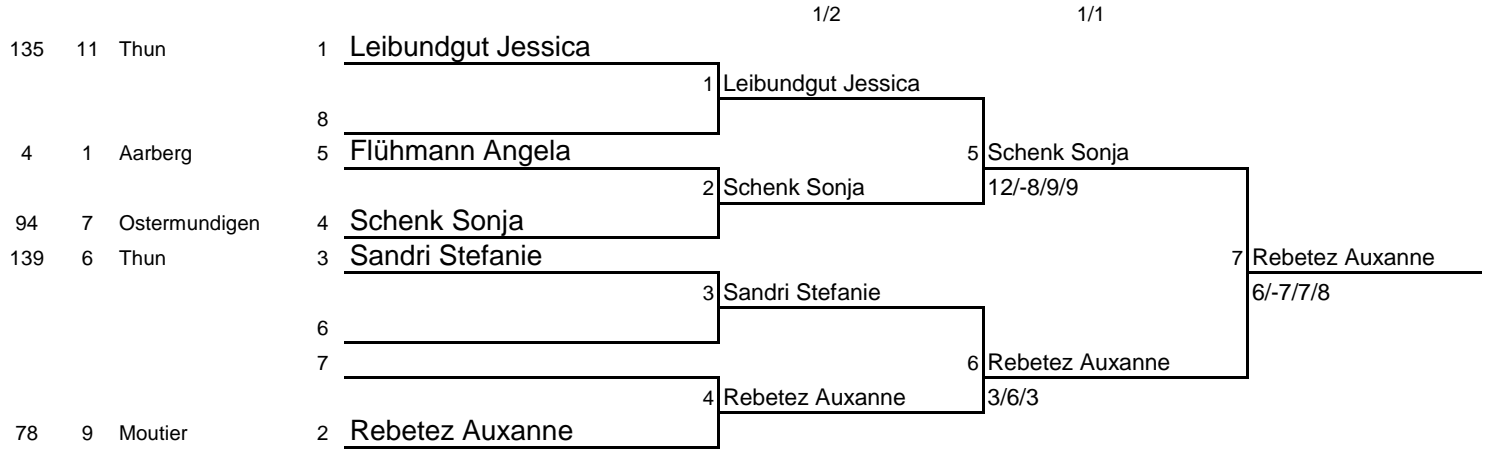 1/2 1/1
135 11 Thun 1 Leibundgut Jessica
1 Leibundgut Jessica
8
4 1 Aarberg 5 Flühmann Angela 5 Schenk Sonja
2 Schenk Sonja 12/-8/9/9
94 7 Ostermundigen 4 Schenk Sonja
139 6 Thun 3 Sandri Stefanie 7 Rebetez Auxanne
3 Sandri Stefanie 6/-7/7/8
6
7 6 Rebetez Auxanne
4 Rebetez Auxanne 3/6/3
78 9 Moutier 2 Rebetez Auxanne